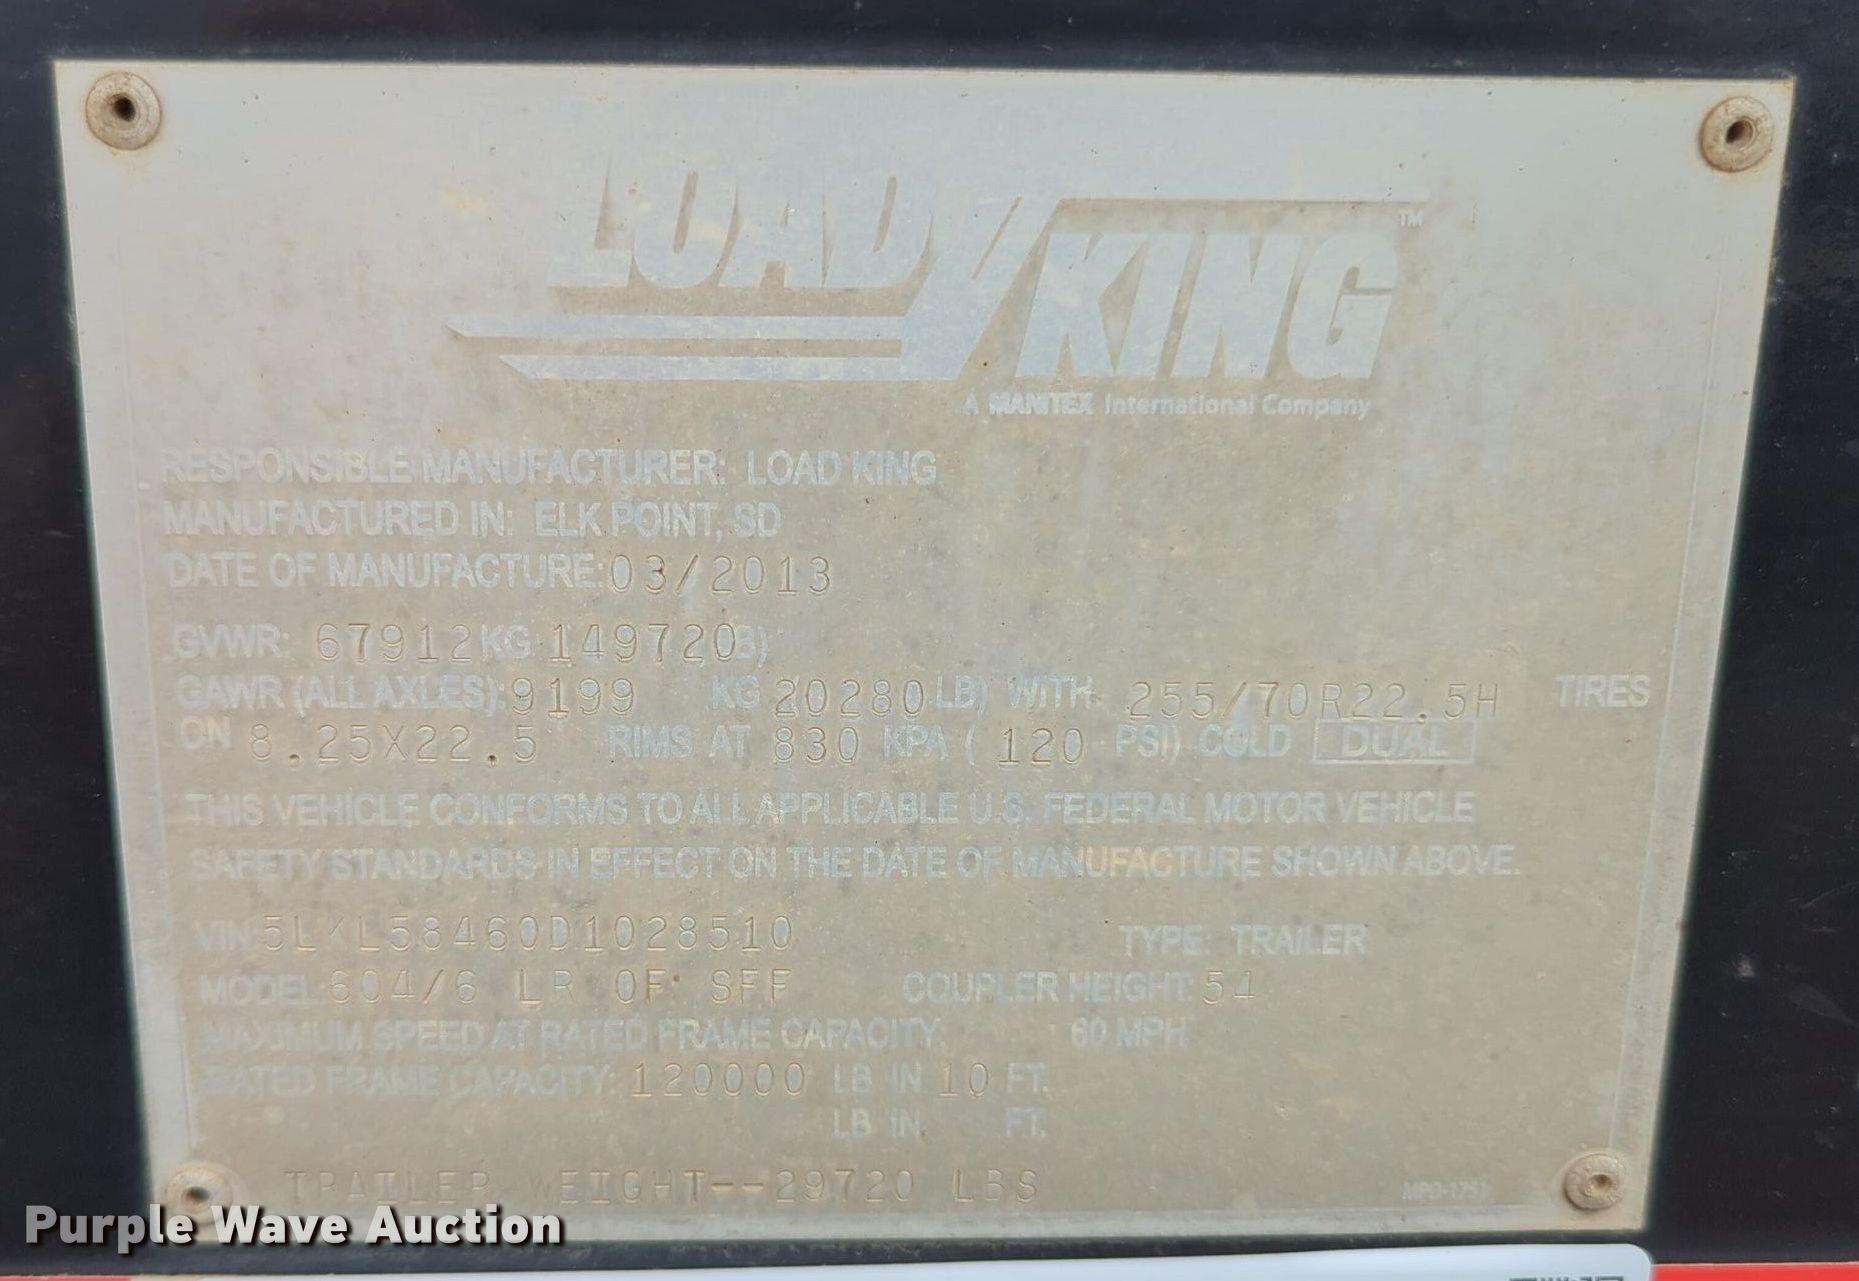 LOAD KING™
A MANITEX International Company
RESPONSIBLE MANUFACTURER: LOAD KING
MANUFACTURED IN: ELK POINT, SD
DATE OF MANUFACTURE: 03/2013
GVWR: 67912 KG 149720 B)
GAWR (ALL AXLES): 9199 KG 20280 LB) WITH 255/70R22.5H TIRES
ON 8.25X22.5 RIMS AT 830 KPA ( 120 PSI) COLD DUAL
THIS VEHICLE CONFORMS TO ALL APPLICABLE U.S. FEDERAL MOTOR VEHICLE
SAFETY STANDARDS IN EFFECT ON THE DATE OF MANUFACTURE SHOWN ABOVE.
VIN 5LKL58460D1028510 TYPE: TRAILER
MODEL: 604/6 LR OF SFF COUPLER HEIGHT: 54
MAXIMUM SPEED AT RATED FRAME CAPACITY: 60 MPH
RATED FRAME CAPACITY: 120000 LB IN 10 FT.
LB IN FT.
TRAILER WEIGHT--29720 LBS
MPD-1751
Purple Wave Auction